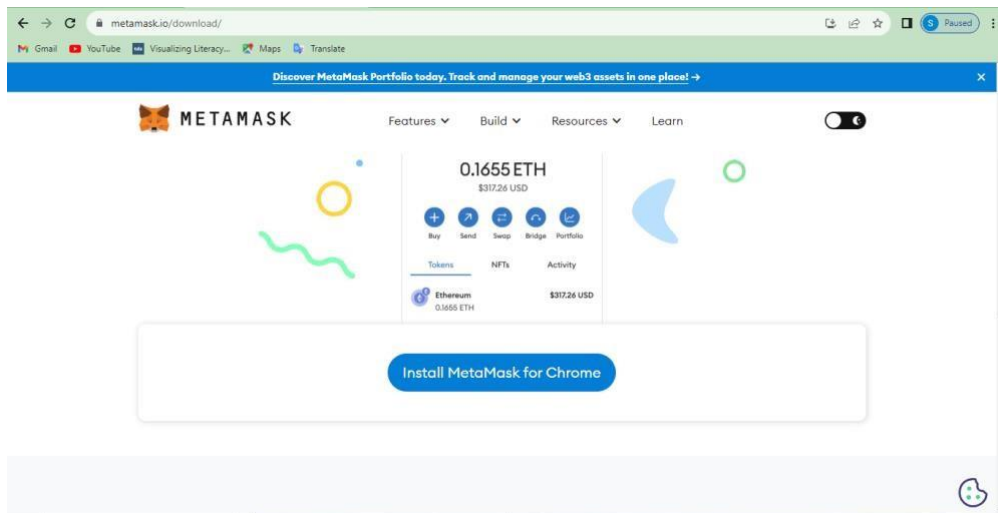 metamask.io/download/
S Paused
Gmail YouTube Visualizing Literacy... Maps Translate
Discover MetaMask Portfolio today. Track and manage your web3 assets in one place! →
METAMASK Features Build Resources Learn
0.1655 ETH
$317.26 USD
Buy Send Swap Bridge Portfolio
Tokens NFTs Activity
Ethereum $317.26 USD
0.1655 ETH
Install MetaMask for Chrome